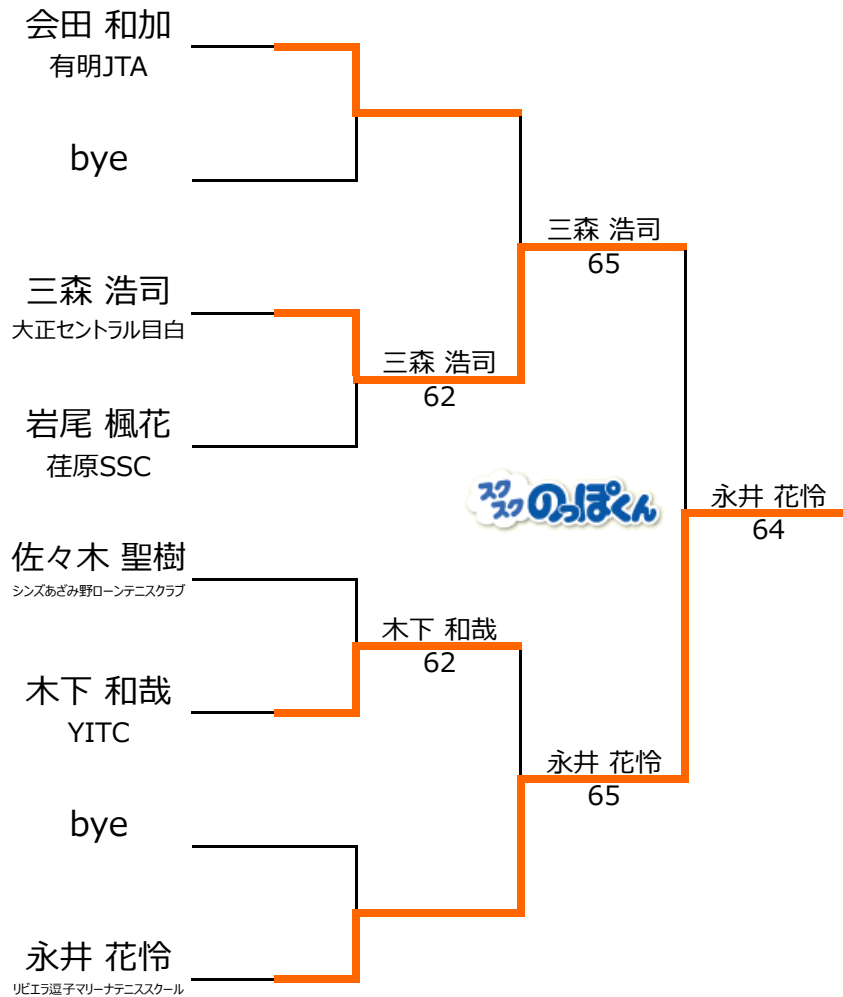 会田 和加
有明JTA
bye
三森 浩司
65
三森 浩司
大正セントラル目白
三森 浩司
62
岩尾 楓花
荏原SSC
スク
スク
のっぽくん
永井 花怜
64
佐々木 聖樹
シンズあざみ野ローンテニスクラブ
木下 和哉
62
木下 和哉
YITC
永井 花怜
65
bye
永井 花怜
リビエラ逗子マリーナテニススクール